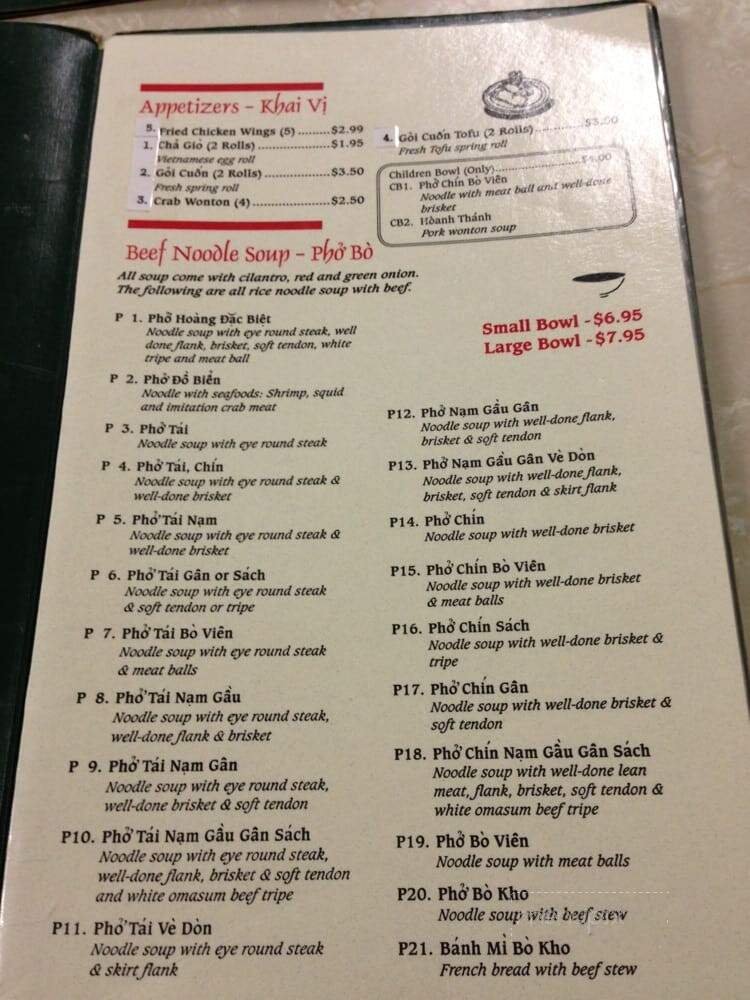 Appetizers - Khai Vị
5. Fried Chicken Wings (5) ........$2.99
1. Chả Giò (2 Rolls) ....................$1.95
Vietnamese egg roll
2. Gỏi Cuốn (2 Rolls) ..................$3.50
Fresh spring roll
3. Crab Wonton (4) .....................$2.50
4. Gỏi Cuốn Tofu (2 Rolls) ................$3.50
Fresh Tofu spring roll
Children Bowl (Only) ....................$4.00
CB1. Phở Chín Bò Viên
Noodle with meat ball and well-done
brisket
CB2. Hoành Thánh
Pork wonton soup
Beef Noodle Soup - Phở Bò
All soup come with cilantro, red and green onion.
The following are all rice noodle soup with beef.
Small Bowl - $6.95
Large Bowl - $7.95
P 1. Phở Hoàng Đặc Biệt
Noodle soup with eye round steak, well
done flank, brisket, soft tendon, white
tripe and meat ball
P 2. Phở Đồ Biển
Noodle with seafoods: Shrimp, squid
and imitation crab meat
P 3. Phở Tái
Noodle soup with eye round steak
P 4. Phở Tái, Chín
Noodle soup with eye round steak &
well-done brisket
P 5. Phở Tái Nạm
Noodle soup with eye round steak &
well-done brisket
P 6. Phở Tái Gân or Sách
Noodle soup with eye round steak
& soft tendon or tripe
P 7. Phở Tái Bò Viên
Noodle soup with eye round steak
& meat balls
P 8. Phở Tái Nạm Gầu
Noodle soup with eye round steak,
well-done flank & brisket
P 9. Phở Tái Nạm Gân
Noodle soup with eye round steak,
well-done brisket & soft tendon
P10. Phở Tái Nạm Gầu Gân Sách
Noodle soup with eye round steak,
well-done flank, brisket & soft tendon
and white omasum beef tripe
P11. Phở Tái Vè Dòn
Noodle soup with eye round steak
& skirt flank
P12. Phở Nạm Gầu Gân
Noodle soup with well-done flank,
brisket & soft tendon
P13. Phở Nạm Gầu Gân Vè Dòn
Noodle soup with well-done flank,
brisket, soft tendon & skirt flank
P14. Phở Chín
Noodle soup with well-done brisket
P15. Phở Chín Bò Viên
Noodle soup with well-done brisket
& meat balls
P16. Phở Chín Sách
Noodle soup with well-done brisket &
tripe
P17. Phở Chín Gân
Noodle soup with well-done brisket &
soft tendon
P18. Phở Chín Nạm Gầu Gân Sách
Noodle soup with well-done lean
meat, flank, brisket, soft tendon &
white omasum beef tripe
P19. Phở Bò Viên
Noodle soup with meat balls
P20. Phở Bò Kho
Noodle soup with beef stew
P21. Bánh Mì Bò Kho
French bread with beef stew